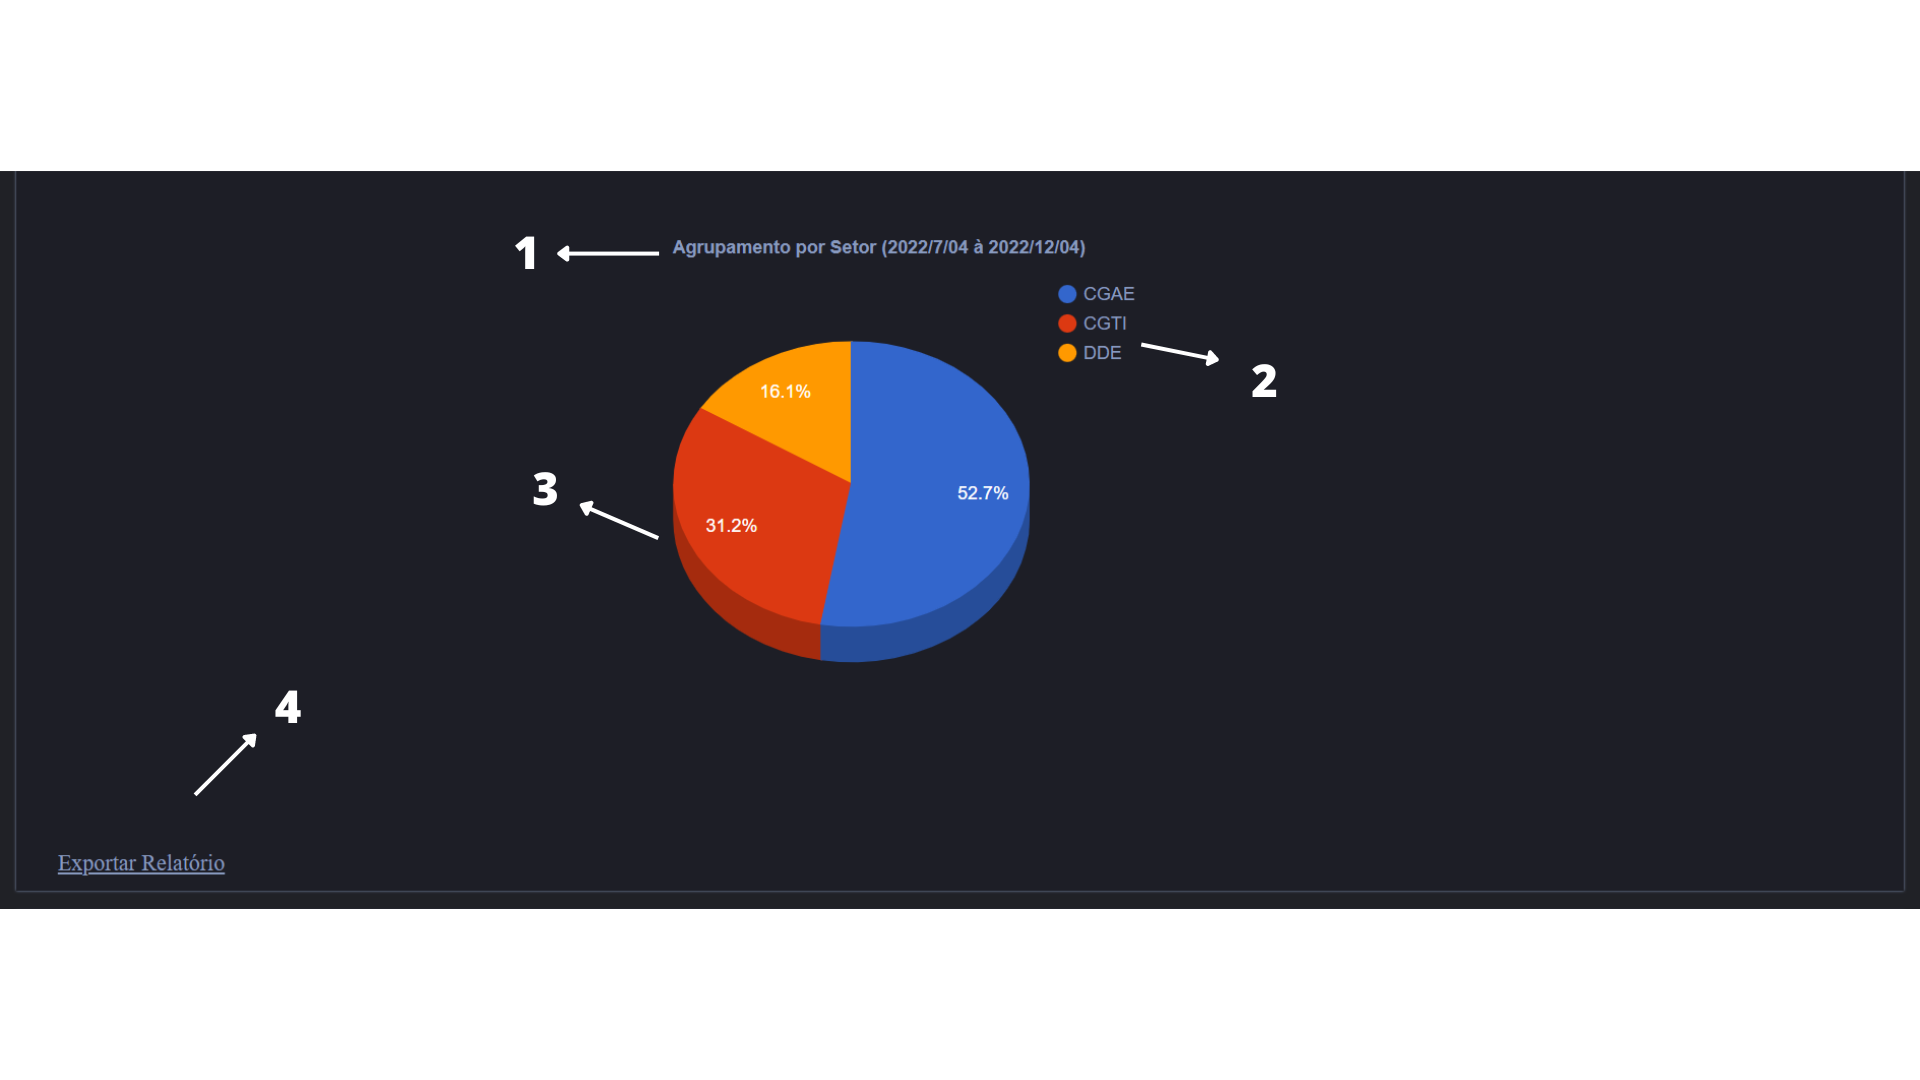 1
Agrupamento por Setor (2022/7/04 à 2022/12/04)
CGAE
CGTI
DDE
2
16.1%
3
52.7%
31.2%
4
Exportar Relatório